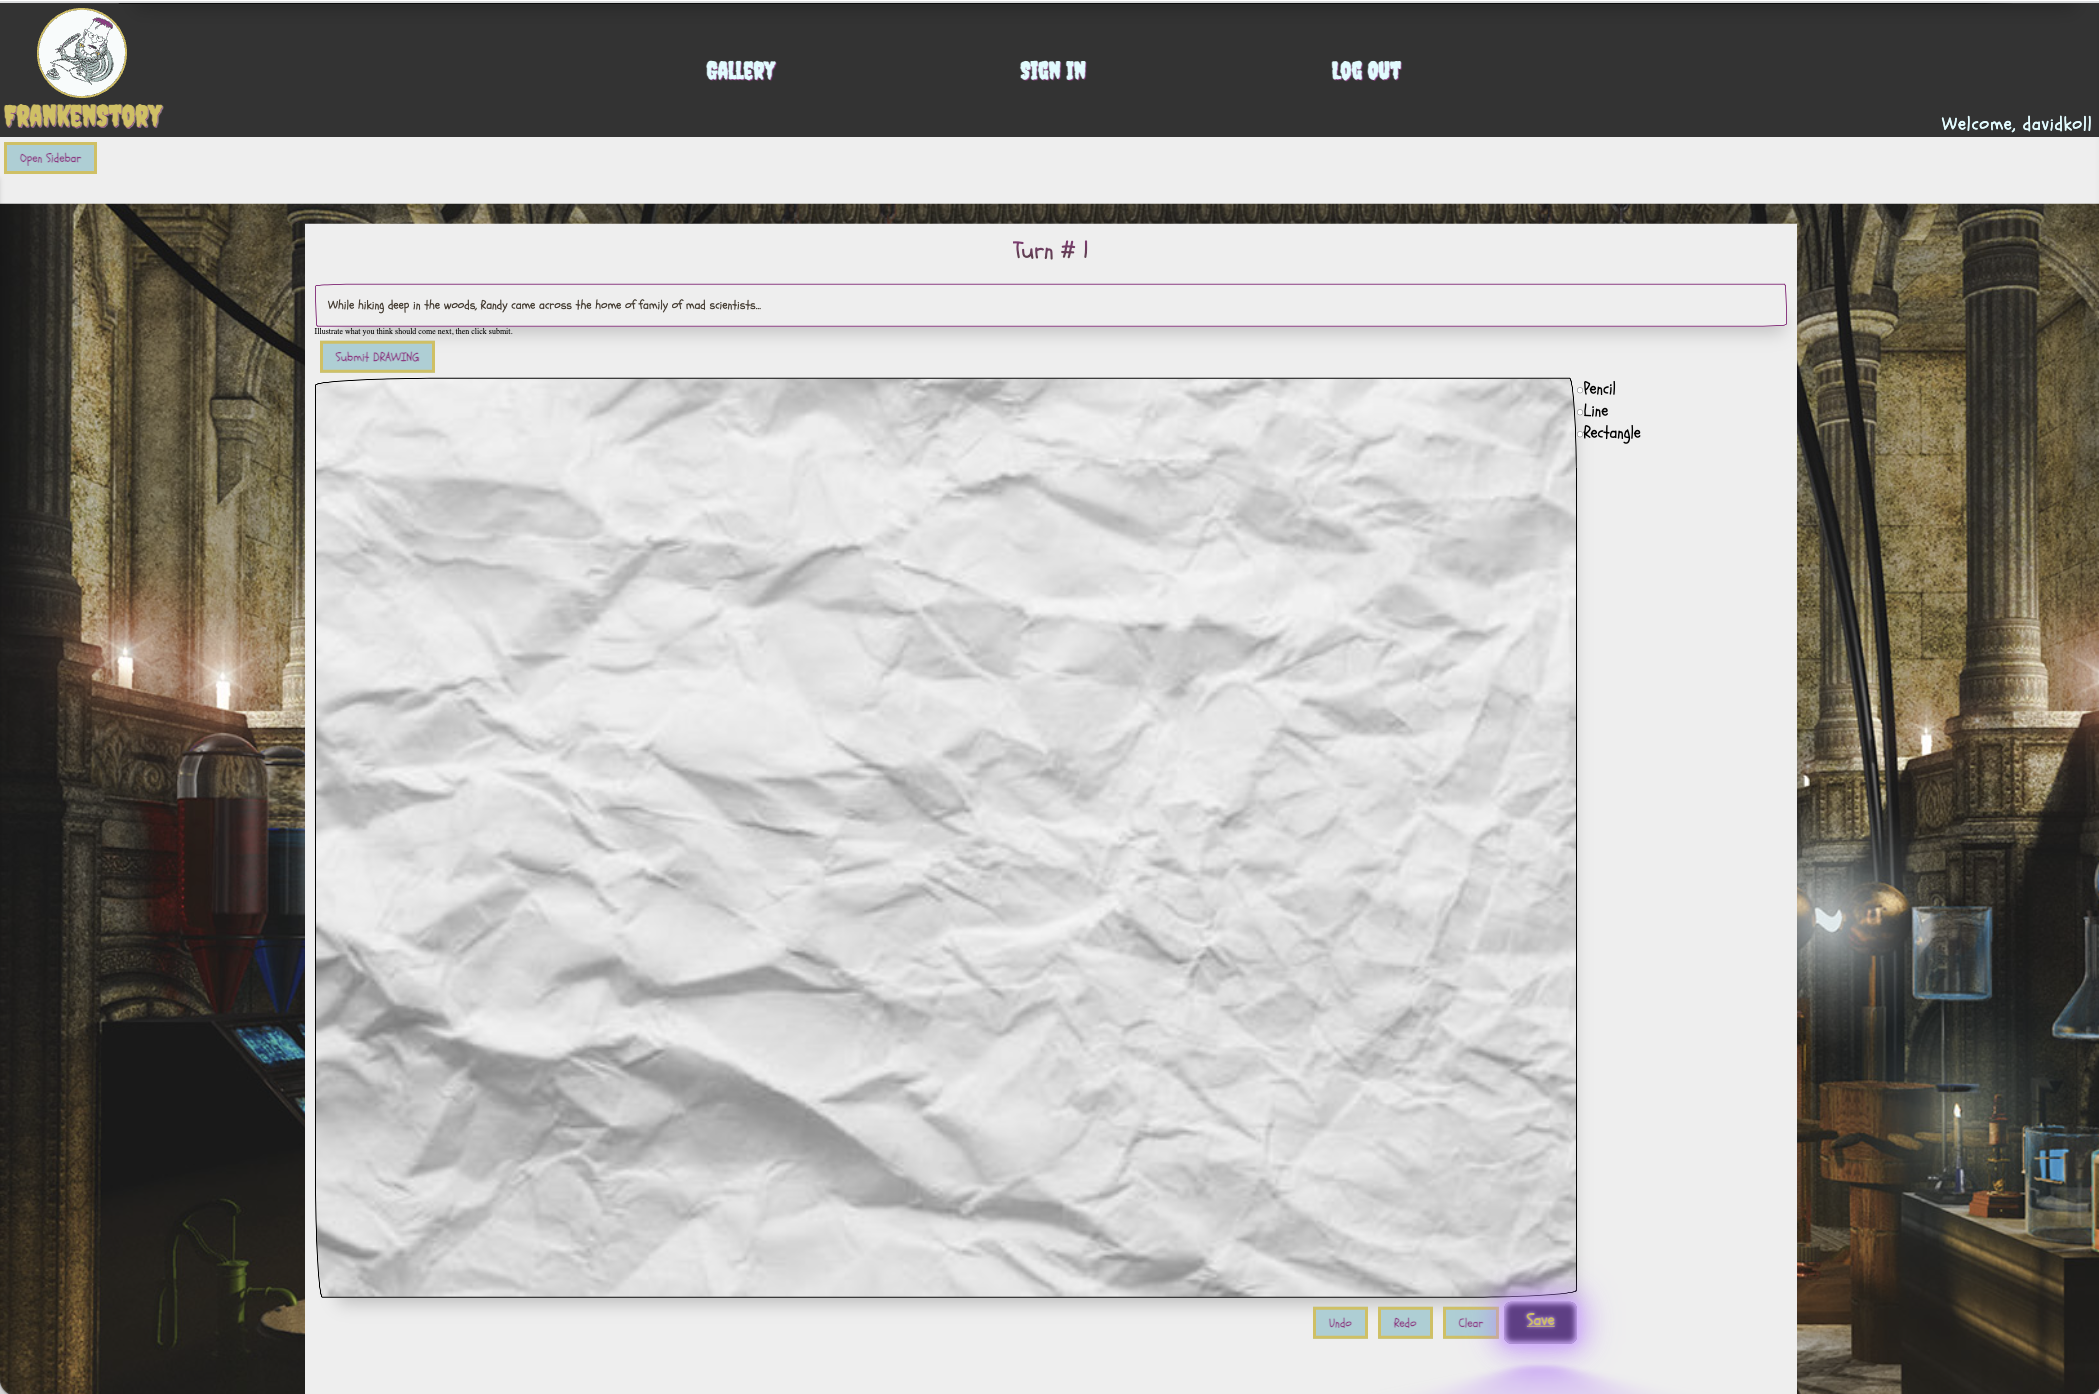 GALLERY
SIGN IN
LOG OUT
FRANKENSTORY
Welcome, davidkoll
Open Sidebar
Turn # 1
While hiking deep in the woods, Randy came across the home of family of mad scientists...
Illustrate what you think should come next, then click submit.
Submit DRAWING
Pencil
Line
Rectangle
Undo
Redo
Clear
Save